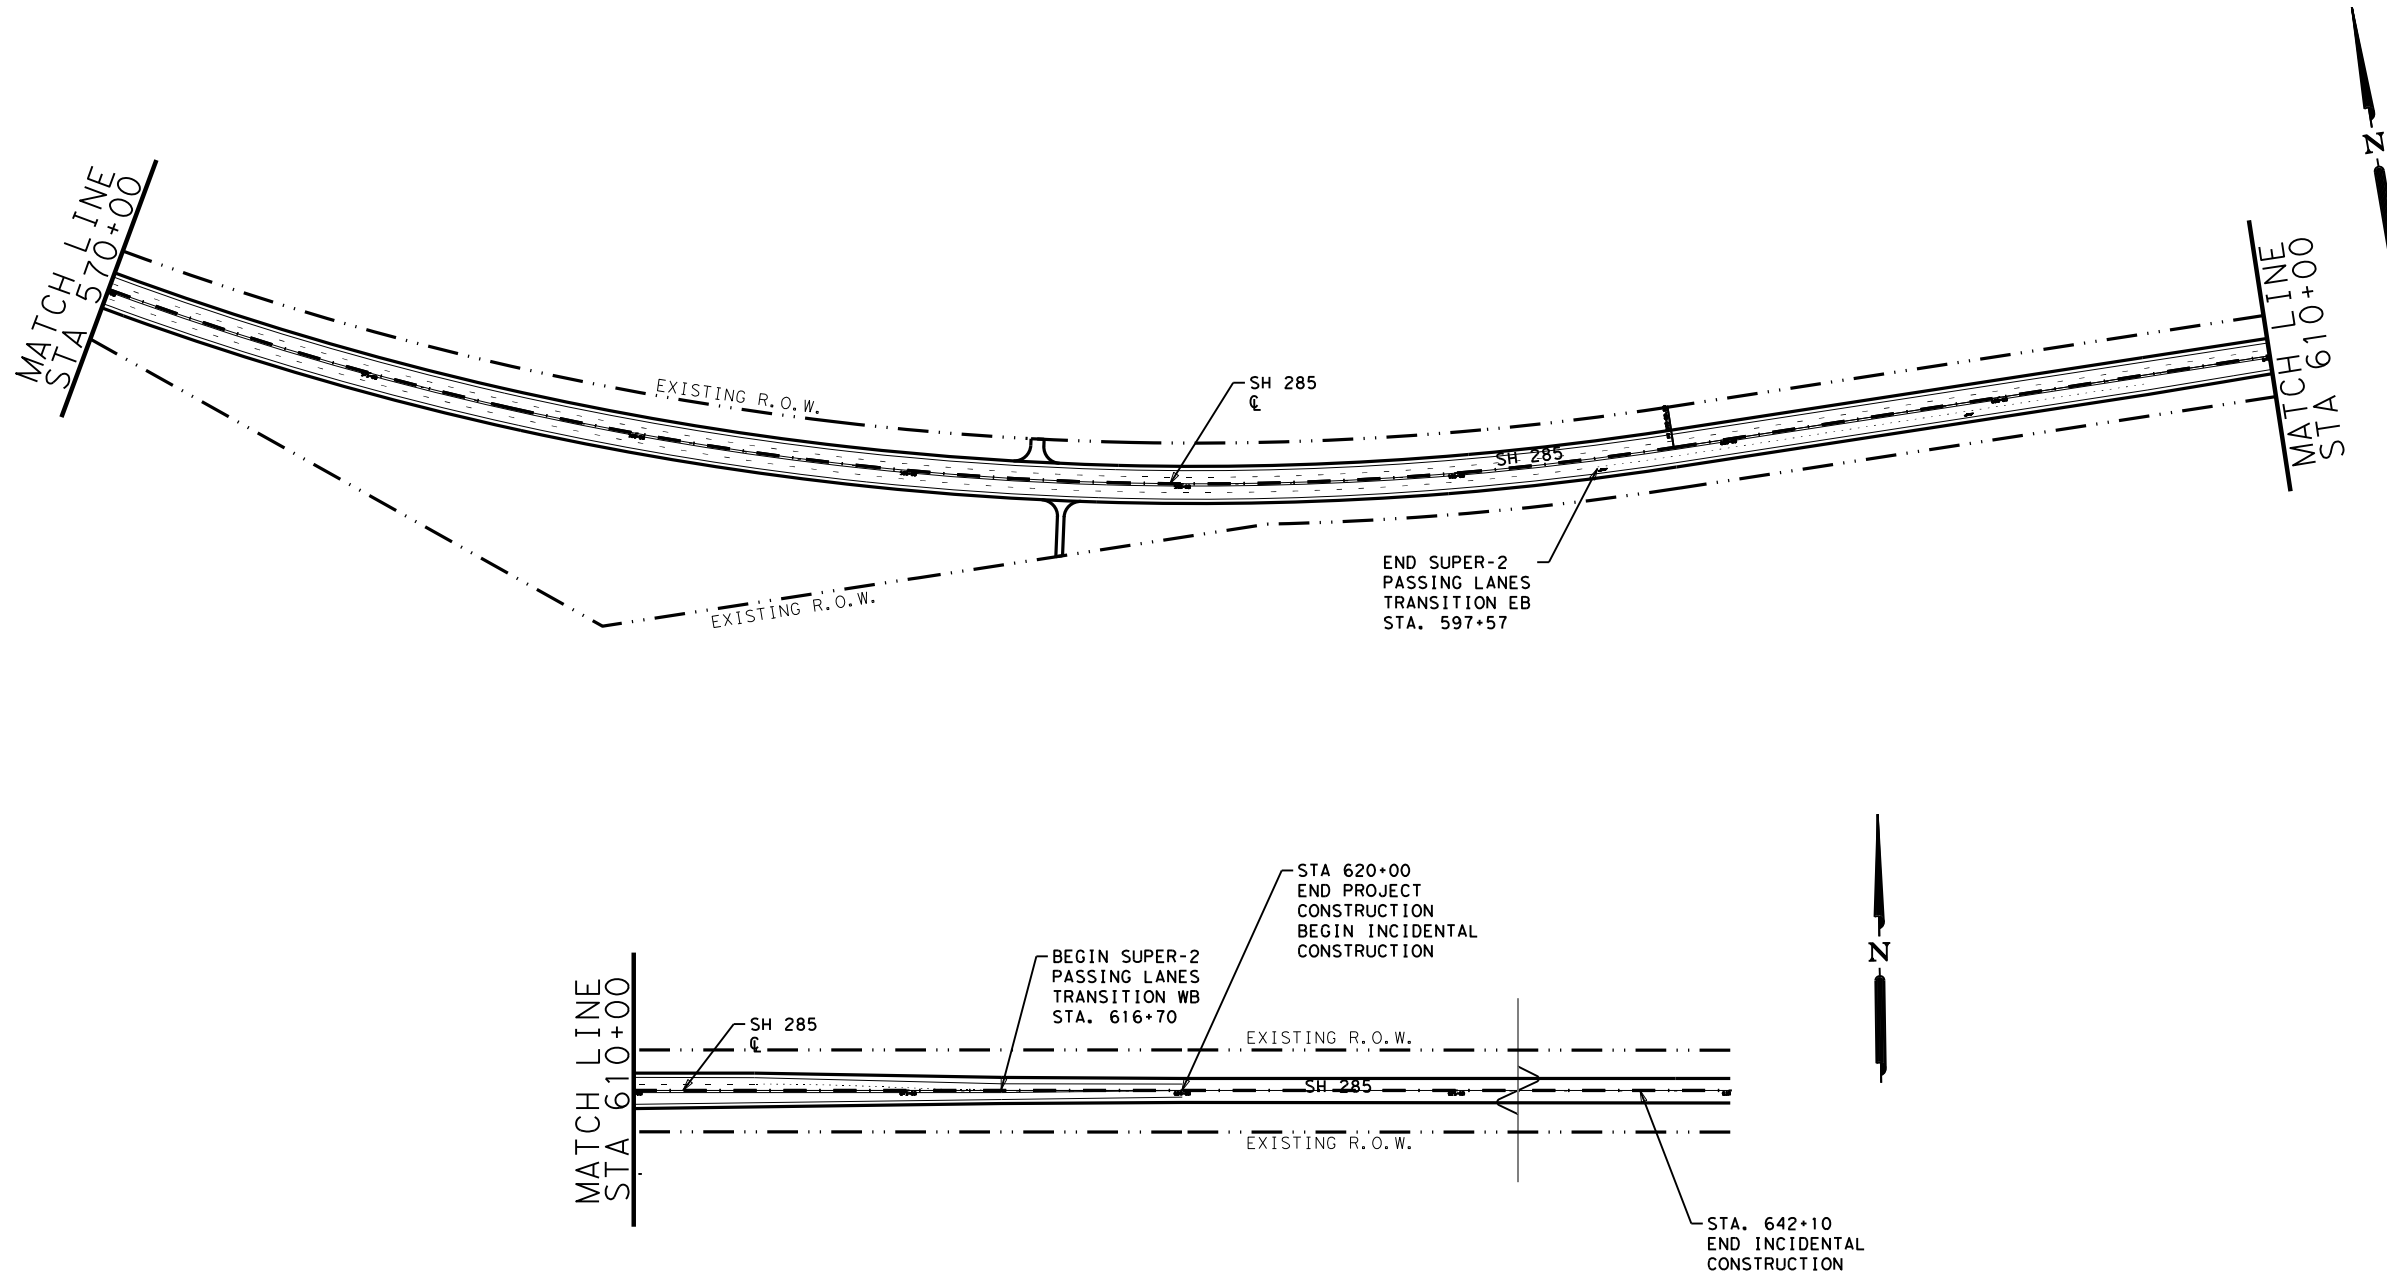 N
MATCH LINE
STA 570+00
EXISTING R.O.W.
SH 285
℄
SH 285
MATCH LINE
STA 610+00
END SUPER-2
PASSING LANES
TRANSITION EB
STA. 597+57
EXISTING R.O.W.
STA 620+00
END PROJECT
CONSTRUCTION
BEGIN INCIDENTAL
CONSTRUCTION
N
BEGIN SUPER-2
PASSING LANES
TRANSITION WB
STA. 616+70
MATCH LINE
STA 610+00
SH 285
℄
EXISTING R.O.W.
SH 285
EXISTING R.O.W.
STA. 642+10
END INCIDENTAL
CONSTRUCTION